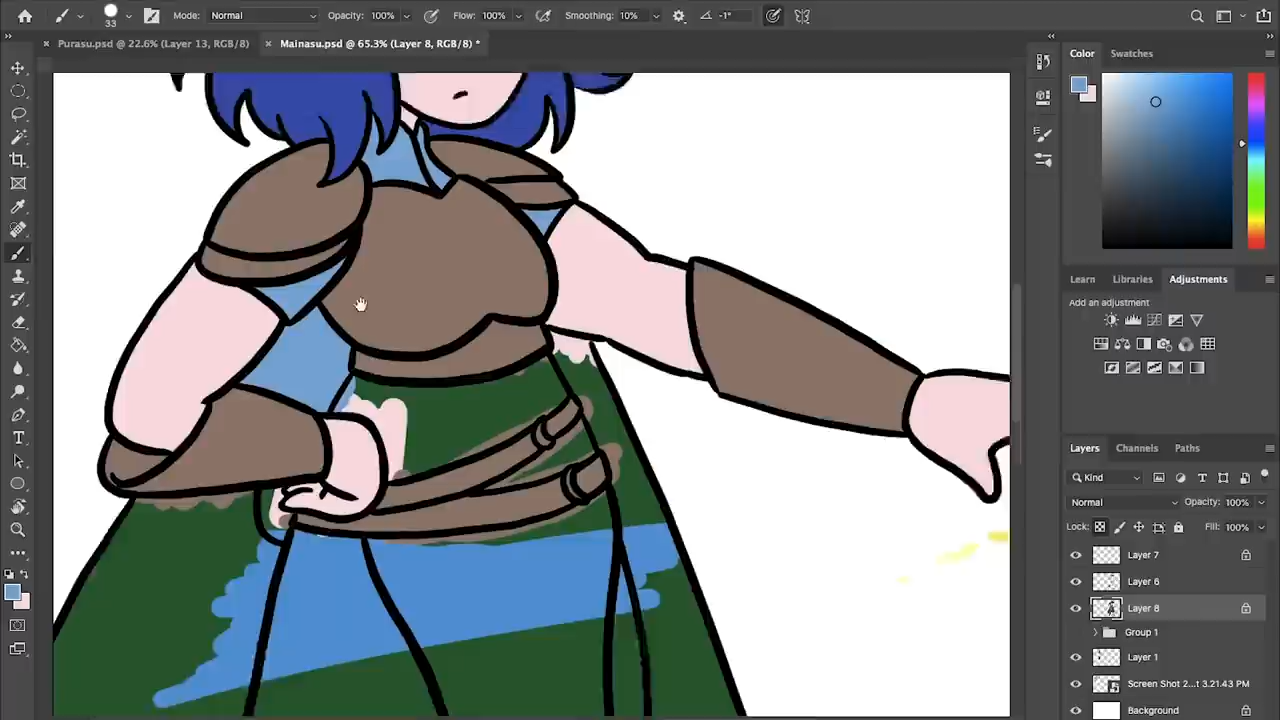 33 Mode: Normal Opacity: 100% Flow: 100% Smoothing: 10% -1°
Purasu.psd @ 22.6% (Layer 13, RGB/8) Mainasu.psd @ 65.3% (Layer 8, RGB/8) *
Color Swatches
Learn Libraries Adjustments
Add an adjustment
Layers Channels Paths
Kind
Normal Opacity: 100%
Lock: Fill: 100%
Layer 7
Layer 6
Layer 8
Group 1
Layer 1
Screen Shot 2...t 3.21.43 PM
Background